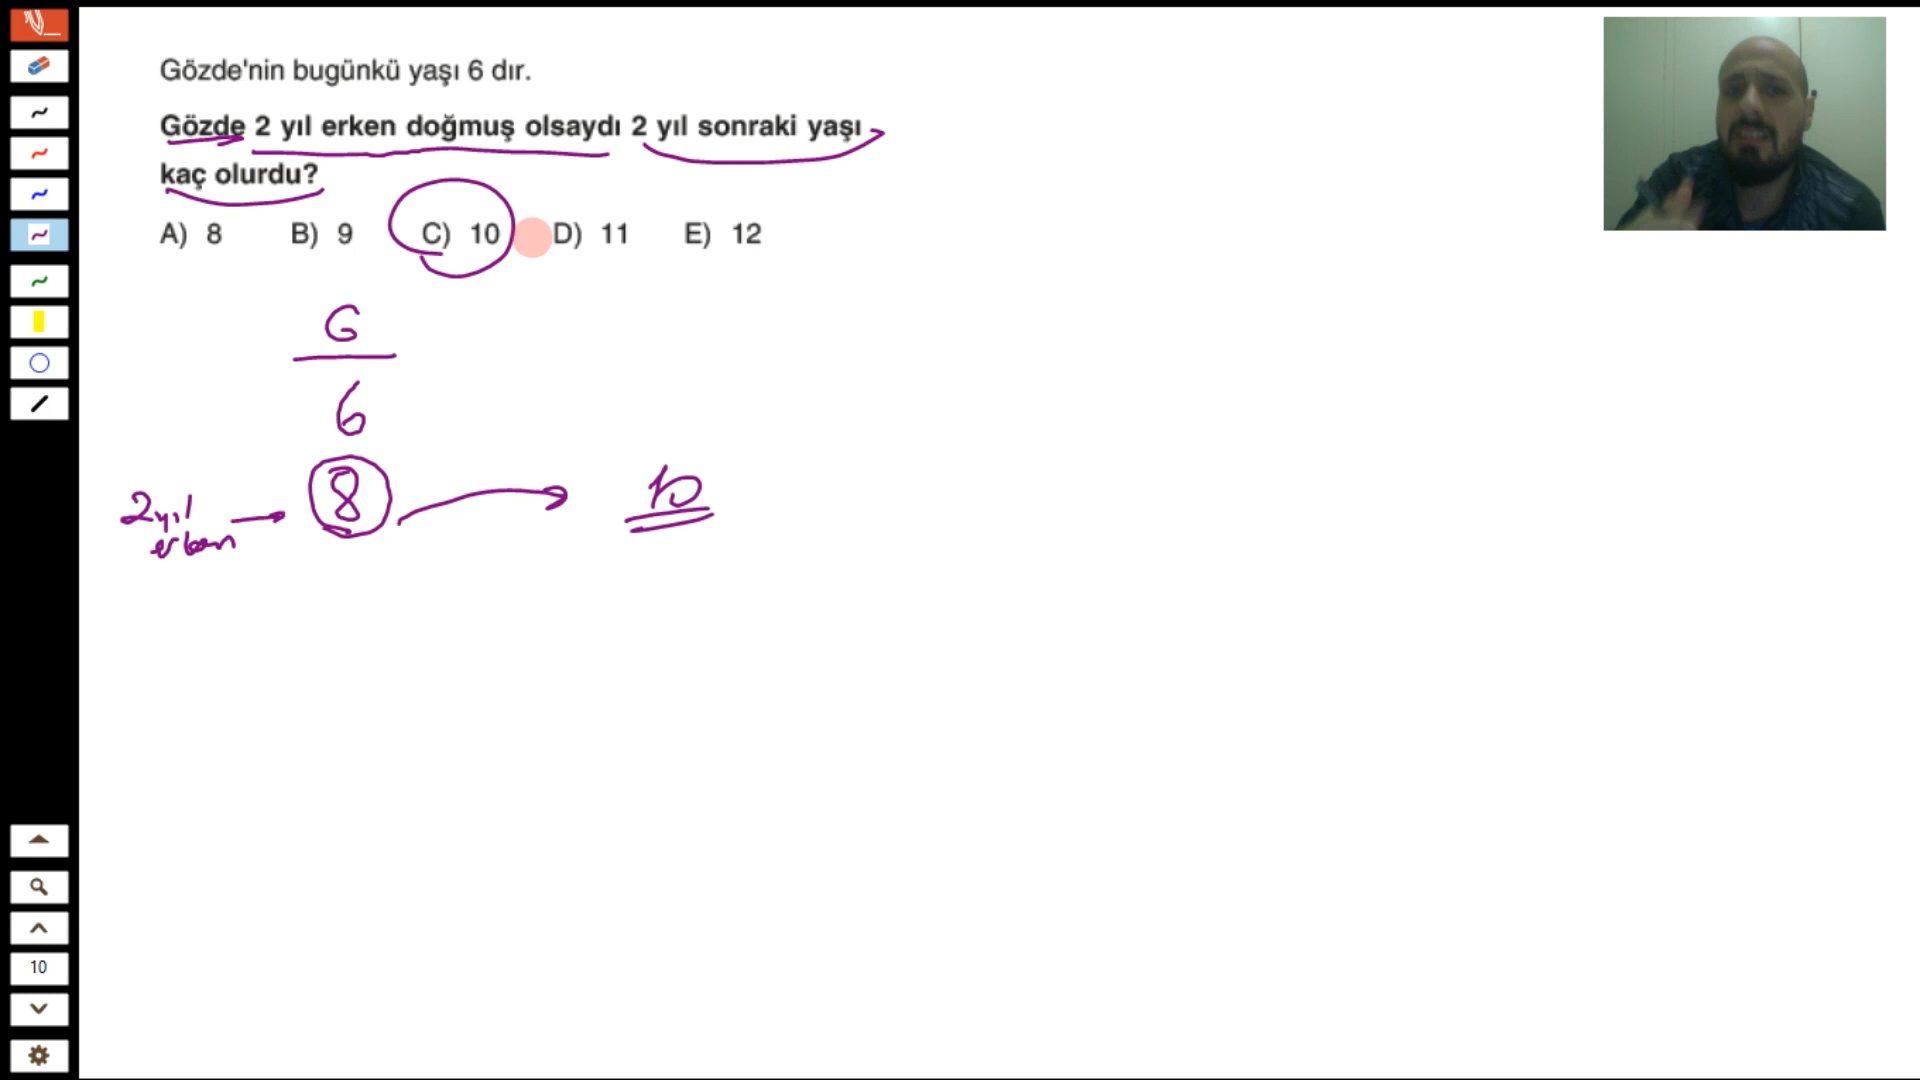 Gözde'nin bugünkü yaşı 6 dır.
Gözde 2 yıl erken doğmuş olsaydı 2 yıl sonraki yaşı
kaç olurdu?
A) 8 B) 9 C) 10 D) 11 E) 12
G
6
2 yıl erken → 8 → 10
10